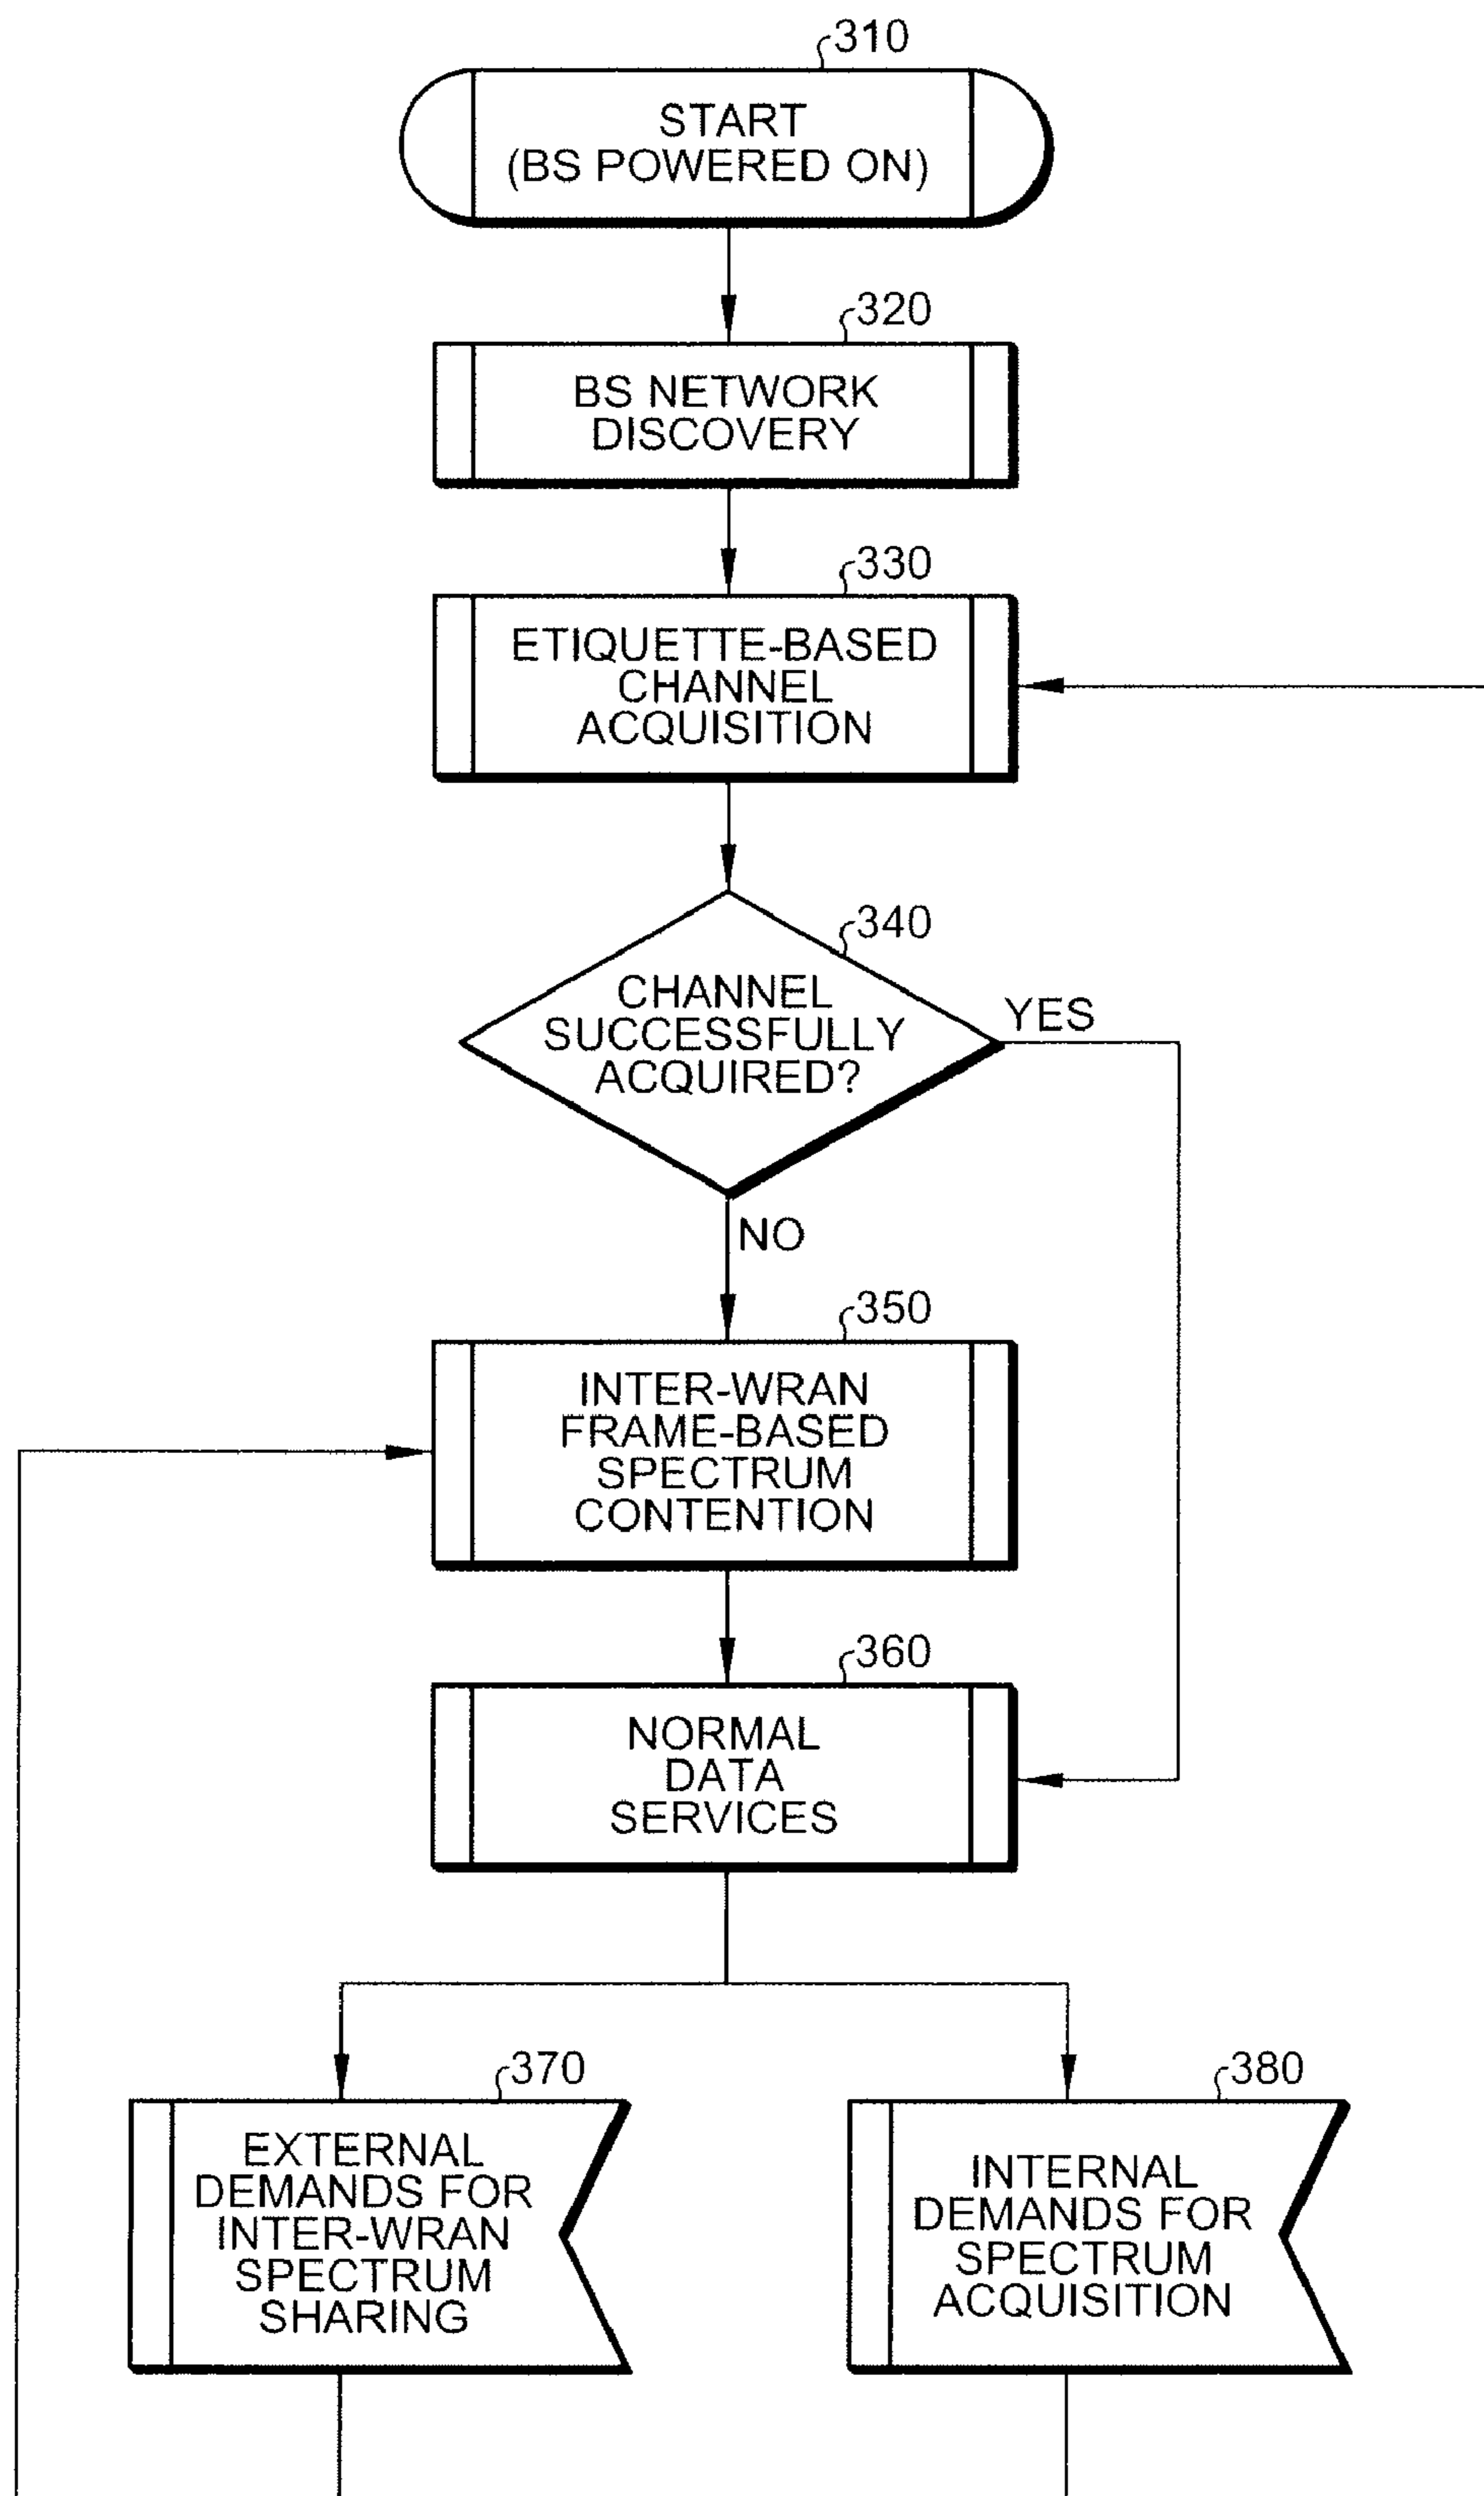 310
START
(BS POWERED ON)
320
BS NETWORK
DISCOVERY
330
ETIQUETTE-BASED
CHANNEL
ACQUISITION
340
CHANNEL
SUCCESSFULLY
ACQUIRED?
YES
NO
350
INTER-WRAN
FRAME-BASED
SPECTRUM
CONTENTION
360
NORMAL
DATA
SERVICES
370
EXTERNAL
DEMANDS FOR
INTER-WRAN
SPECTRUM
SHARING
380
INTERNAL
DEMANDS FOR
SPECTRUM
ACQUISITION